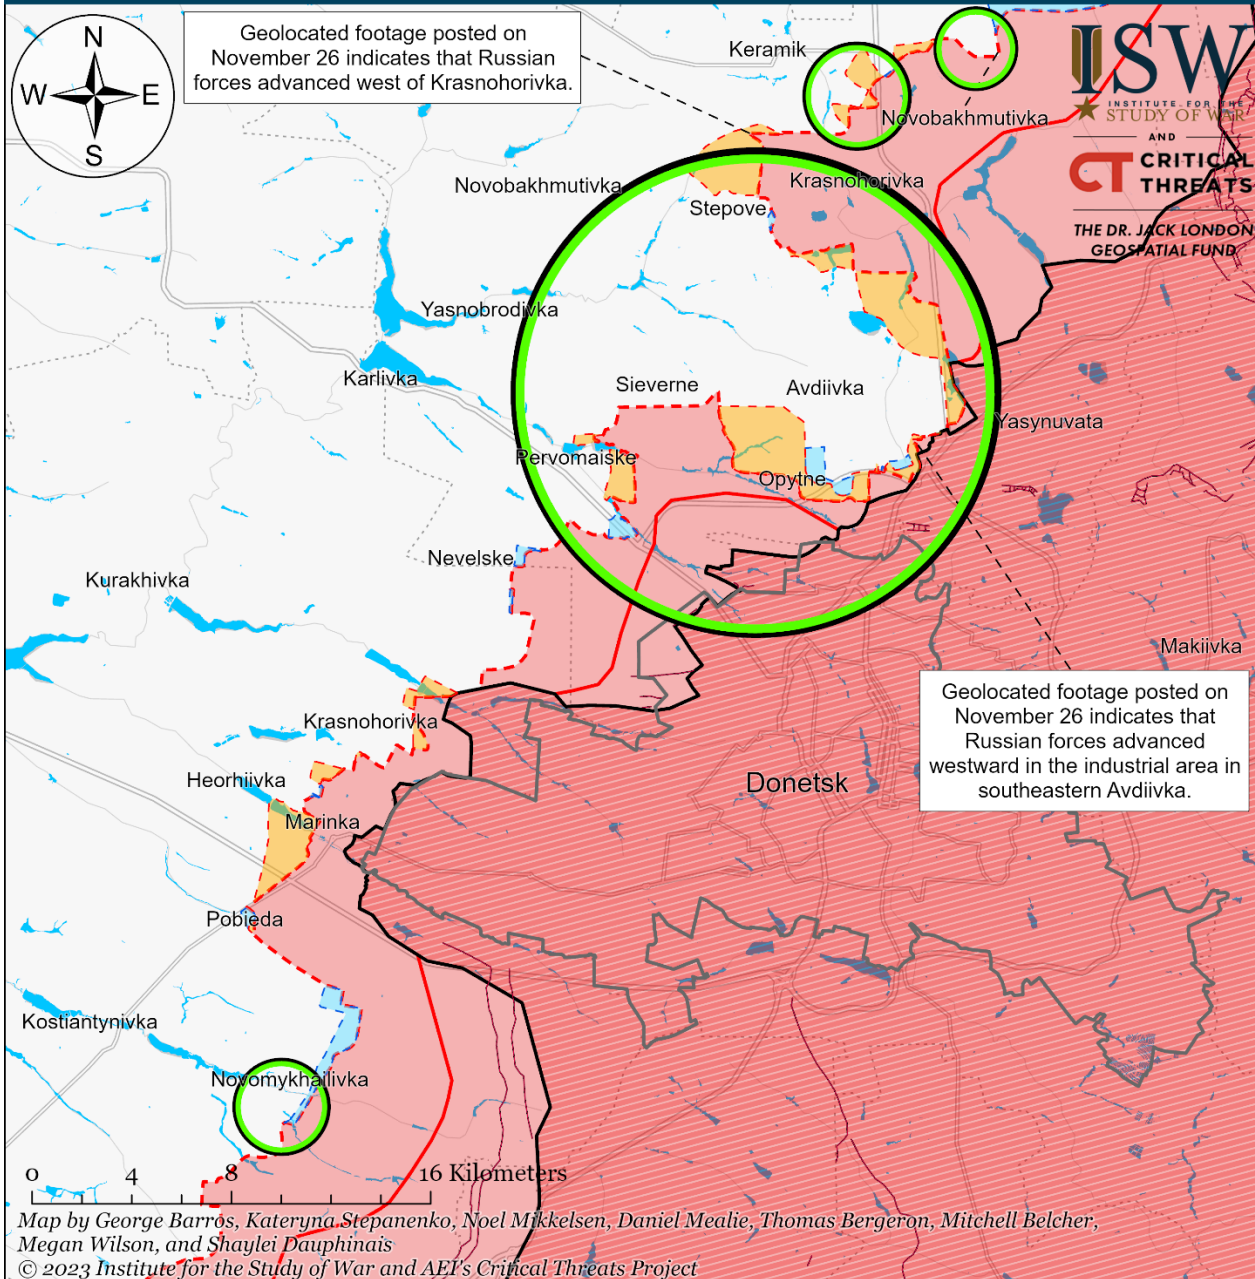 N
W
E
S
Geolocated footage posted on
November 26 indicates that Russian
forces advanced west of Krasnohorivka.
Keramik
Novobakhmutivka
ISW
INSTITUTE FOR THE
STUDY OF WAR
AND
CT CRITICAL
THREATS
THE DR. JACK LONDON
GEOSPATIAL FUND
Novobakhmutivka
Krasnohorivka
Stepove
Yasnobrodivka
Karlivka
Sieverne
Avdiivka
Yasynuvata
Pervomaiske
Opytne
Nevelske
Kurakhivka
Makiivka
Geolocated footage posted on
November 26 indicates that
Russian forces advanced
westward in the industrial area in
southeastern Avdiivka.
Krasnohorivka
Heorhiivka
Donetsk
Marinka
Pobieda
Kostiantynivka
Novomykhailivka
0 4 8 16 Kilometers
Map by George Barros, Kateryna Stepanenko, Noel Mikkelsen, Daniel Mealie, Thomas Bergeron, Mitchell Belcher,
Megan Wilson, and Shaylei Dauphinais
© 2023 Institute for the Study of War and AEI's Critical Threats Project